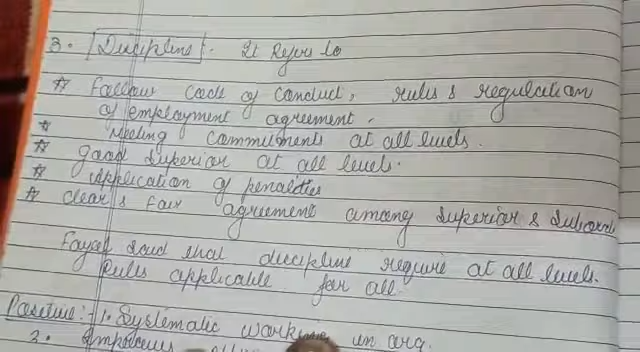 3. [Discipline]. It Refers to
☆ Follow Code of Conduct, rules & regulation
of employment agreement.
☆ Meeting commitments at all levels.
☆ good superior at all levels.
☆ Application of penalties
☆ clear & fair agreement among superior &
Fayol said that discipline require at all levels.
Rules applicable for all.
Positive:- 1. Systematic working in org.
2. Improves